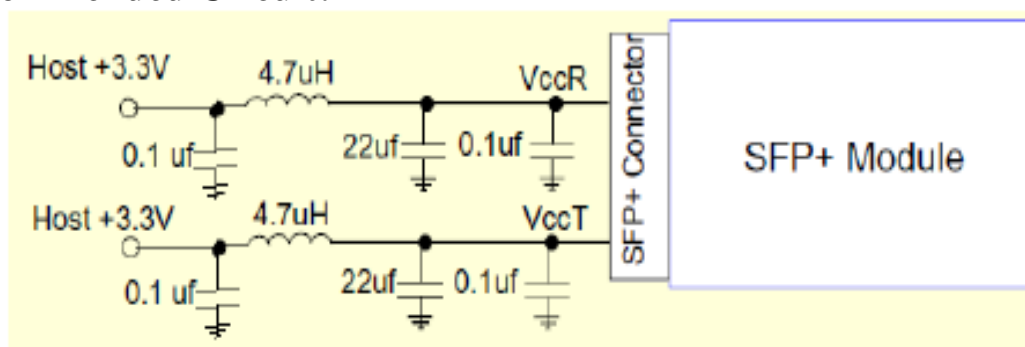 Host +3.3V
4.7uH
VccR
0.1 uf
22uf
0.1uf
Host +3.3V
4.7uH
VccT
0.1 uf
22uf
0.1uf
SFP+ Connector
SFP+ Module